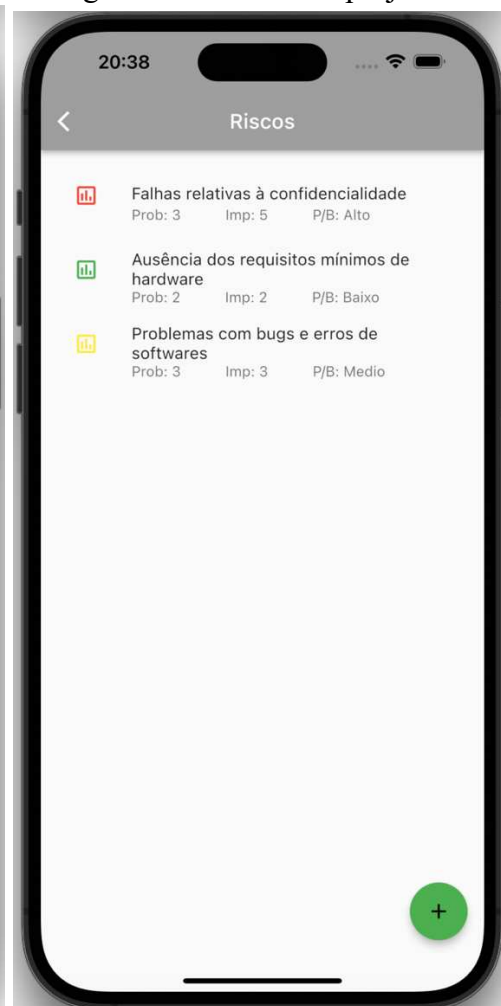 20:38
Riscos
Falhas relativas à confidencialidade
Prob: 3 Imp: 5 P/B: Alto
Ausência dos requisitos mínimos de
hardware
Prob: 2 Imp: 2 P/B: Baixo
Problemas com bugs e erros de
softwares
Prob: 3 Imp: 3 P/B: Medio
+